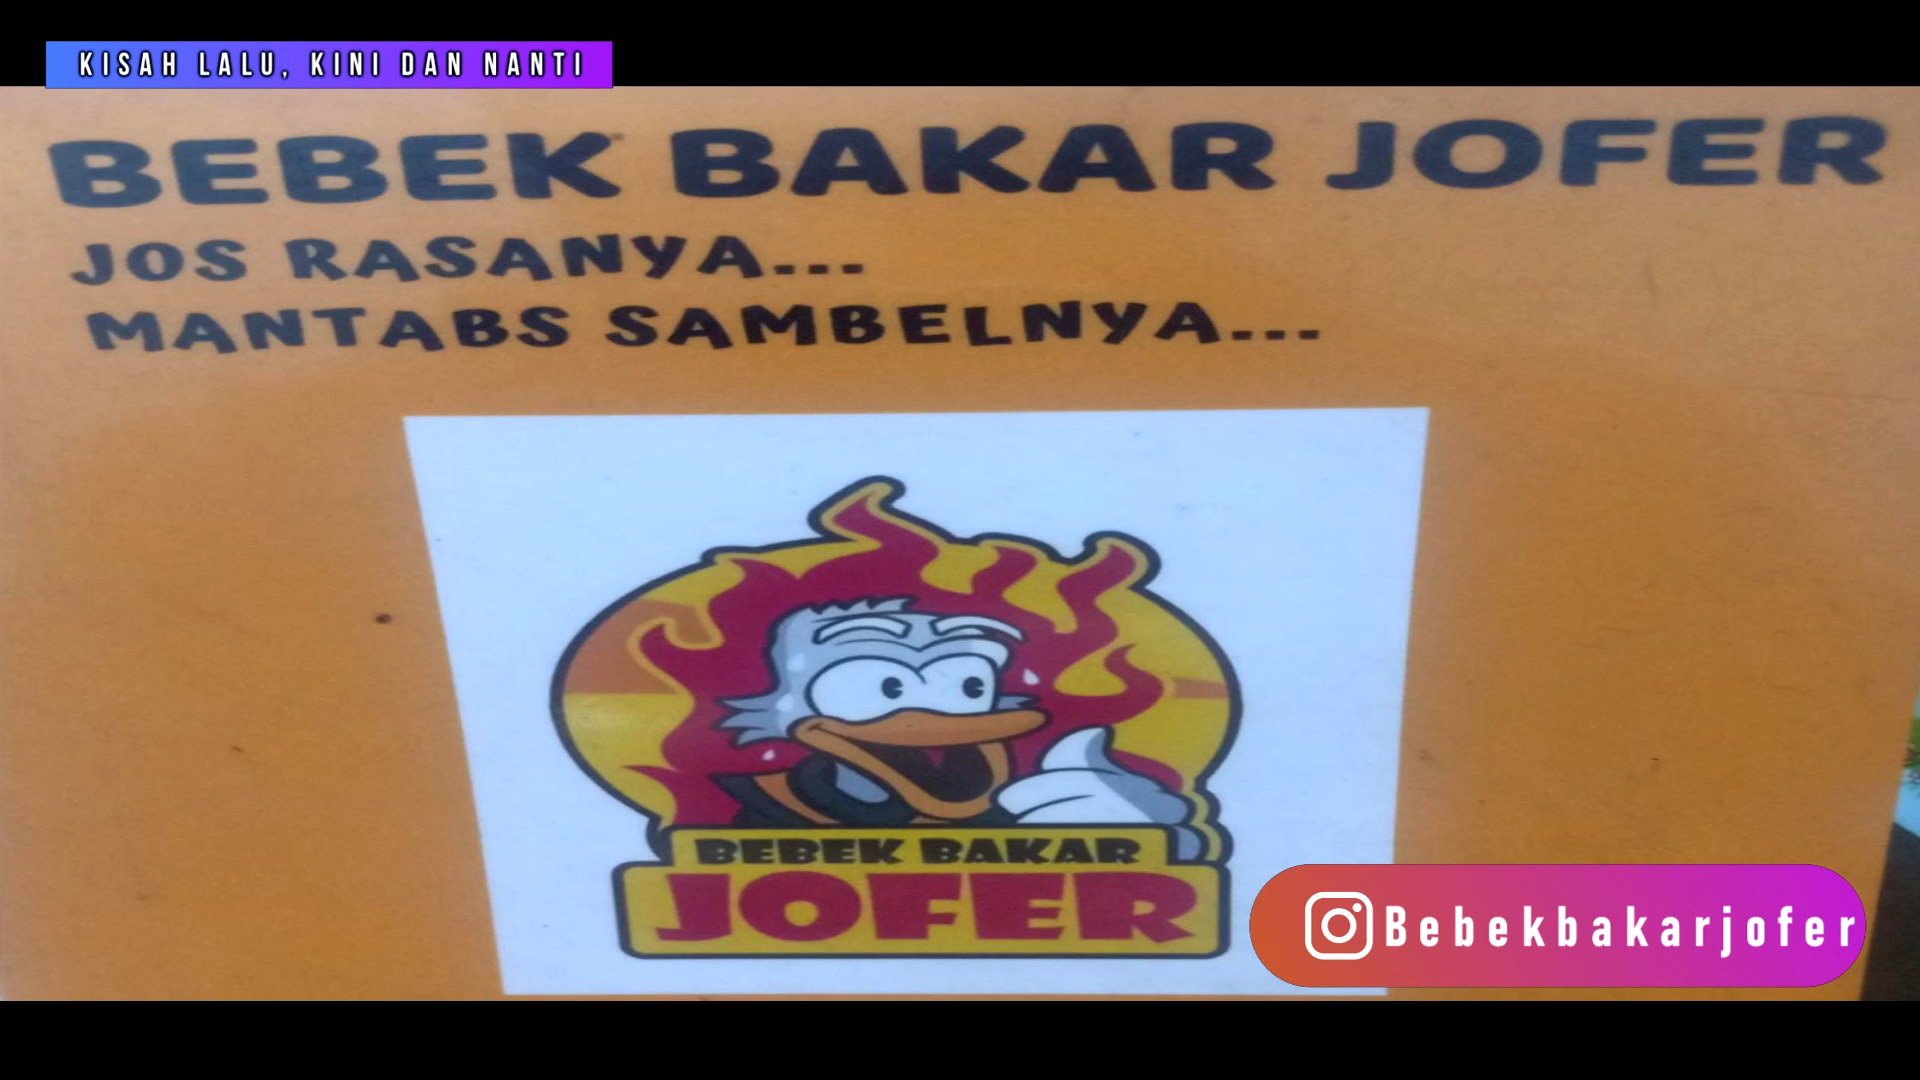 KISAH LALU, KINI DAN NANTI
BEBEK BAKAR JOFER
JOS RASANYA...
MANTABS SAMBELNYA...
BEBEK BAKAR
JOFER
Bebekbakarjofer